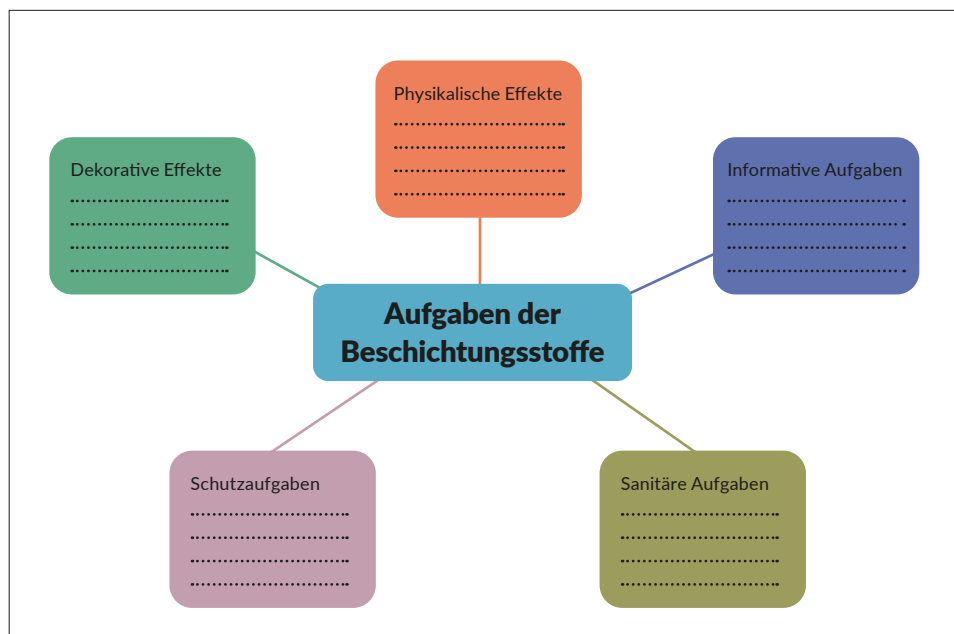 Physikalische Effekte
Dekorative Effekte
Informative Aufgaben
Aufgaben der
Beschichtungsstoffe
Schutzaufgaben
Sanitäre Aufgaben